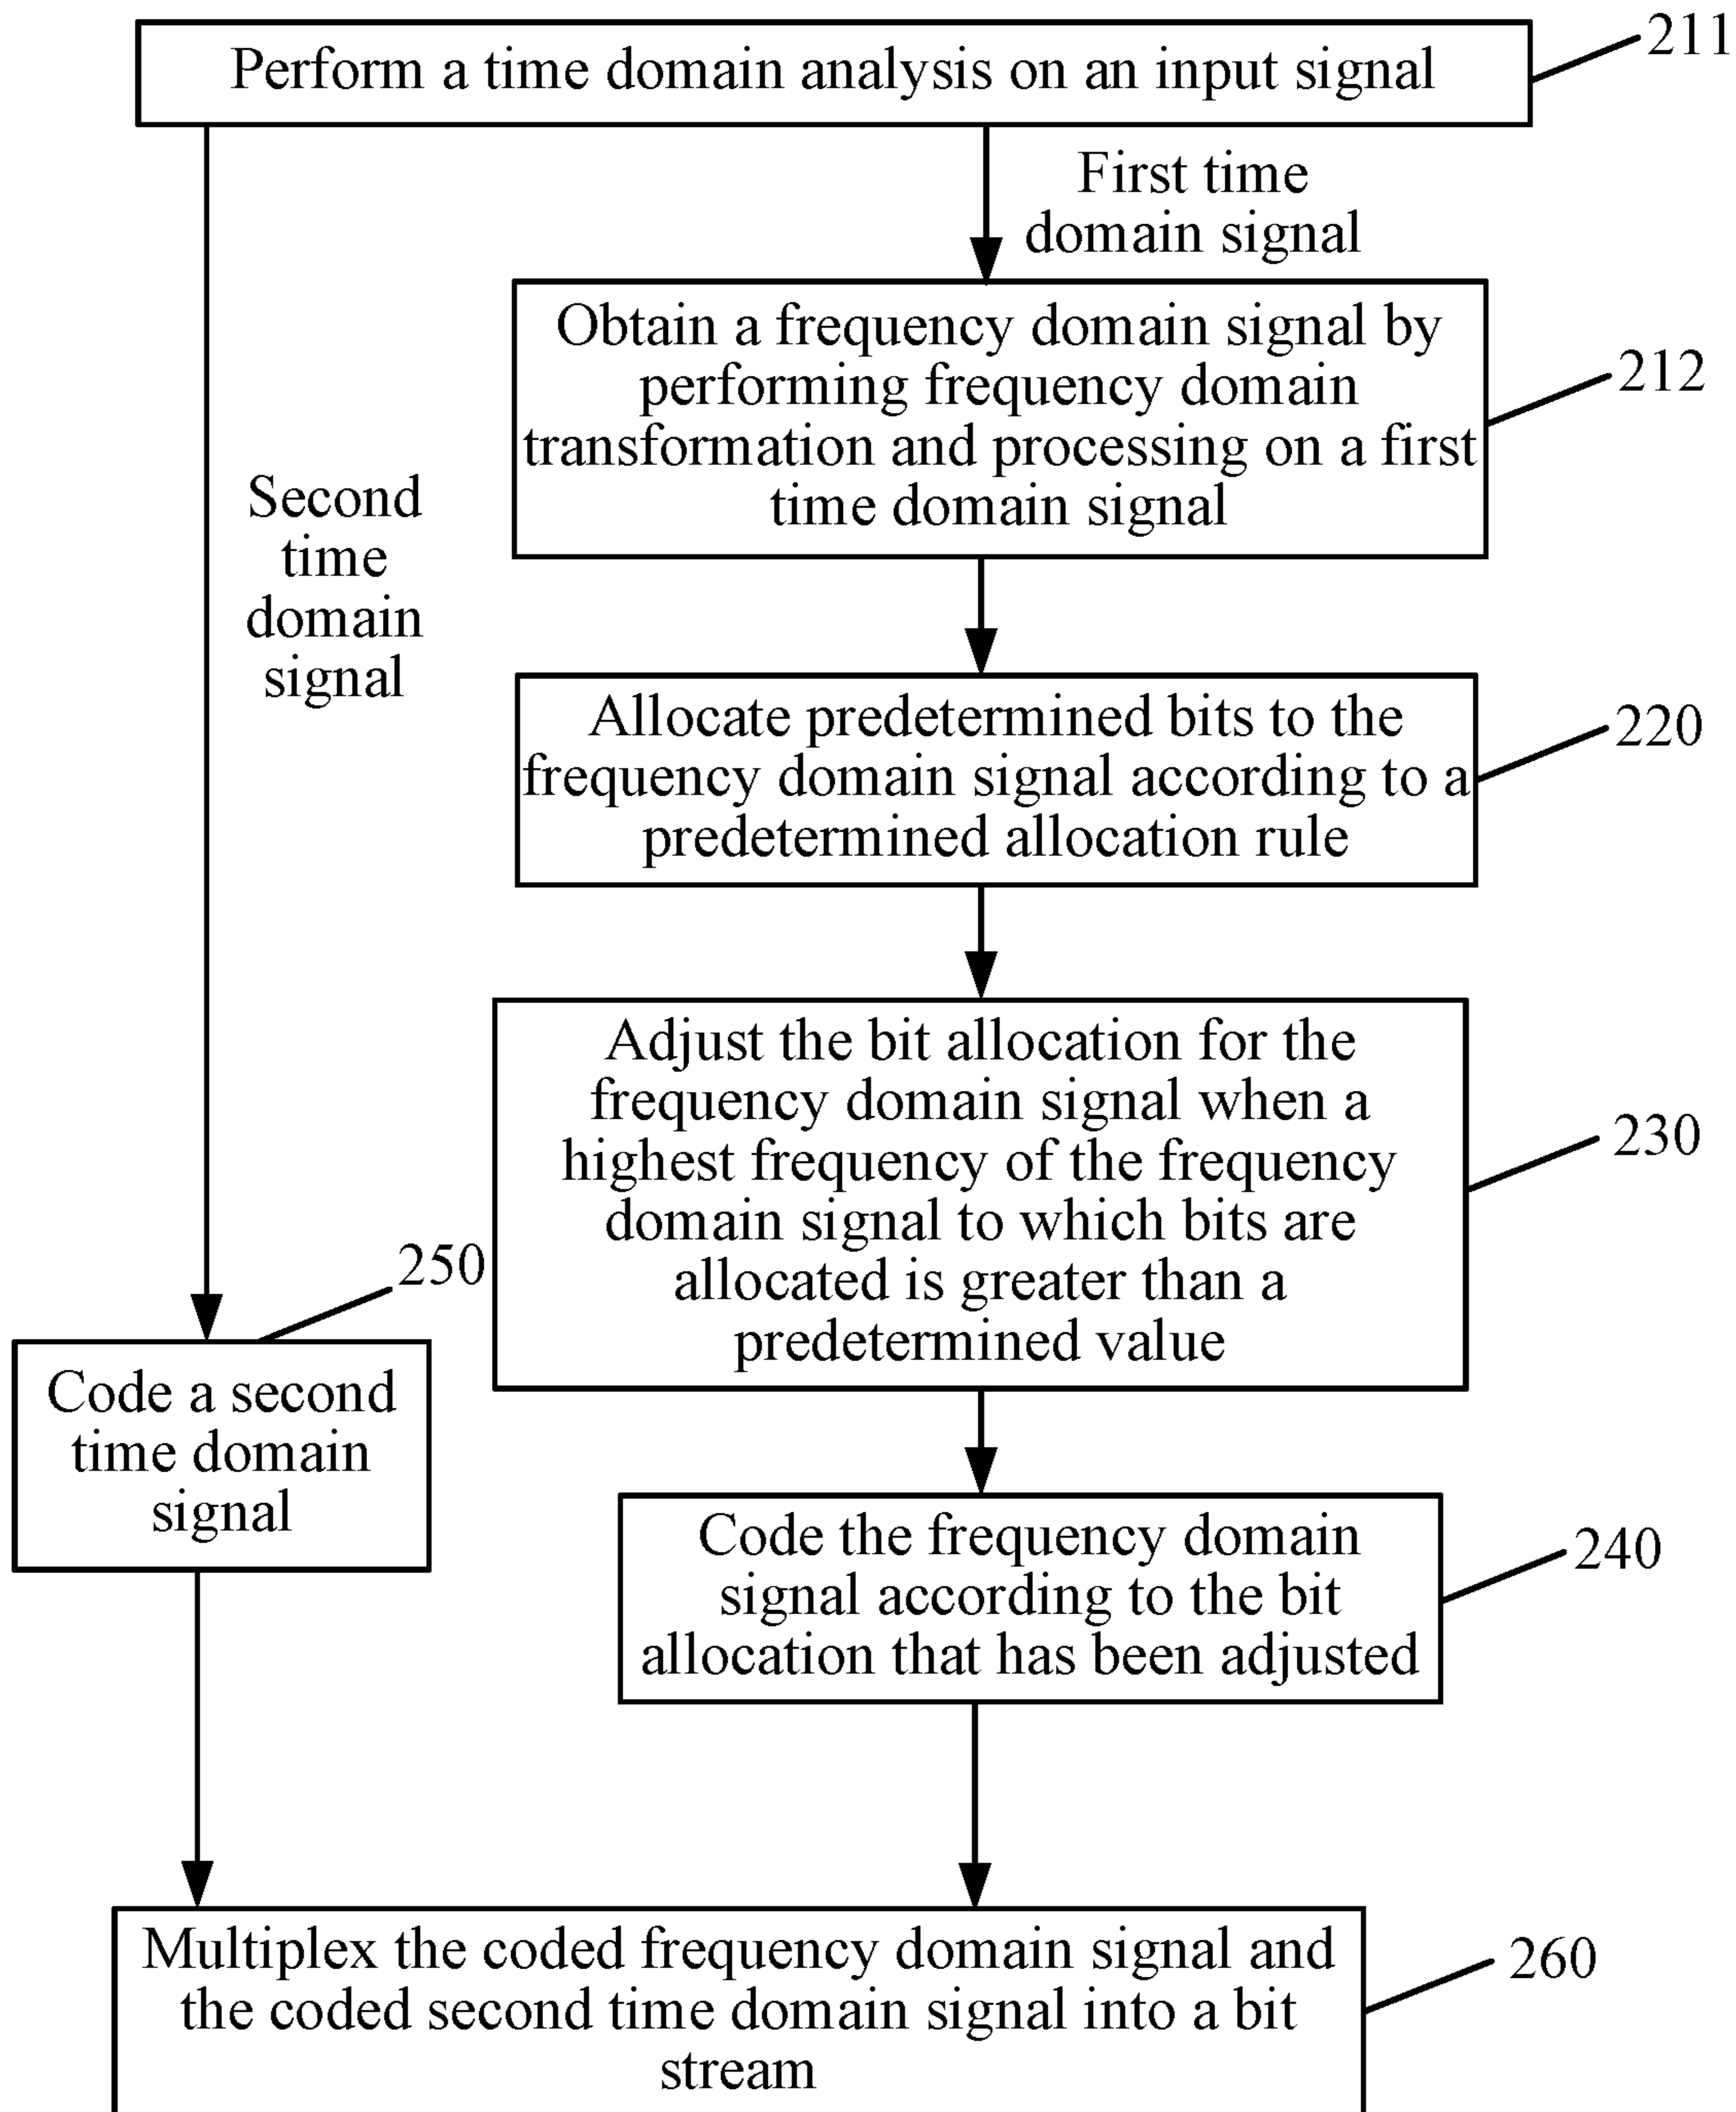 Perform a time domain analysis on an input signal
211
First time
domain signal
Obtain a frequency domain signal by
performing frequency domain
transformation and processing on a first
time domain signal
212
Second
time
domain
signal
Allocate predetermined bits to the
frequency domain signal according to a
predetermined allocation rule
220
Adjust the bit allocation for the
frequency domain signal when a
highest frequency of the frequency
domain signal to which bits are
allocated is greater than a
predetermined value
230
250
Code a second
time domain
signal
Code the frequency domain
signal according to the bit
allocation that has been adjusted
240
Multiplex the coded frequency domain signal and
the coded second time domain signal into a bit
stream
260